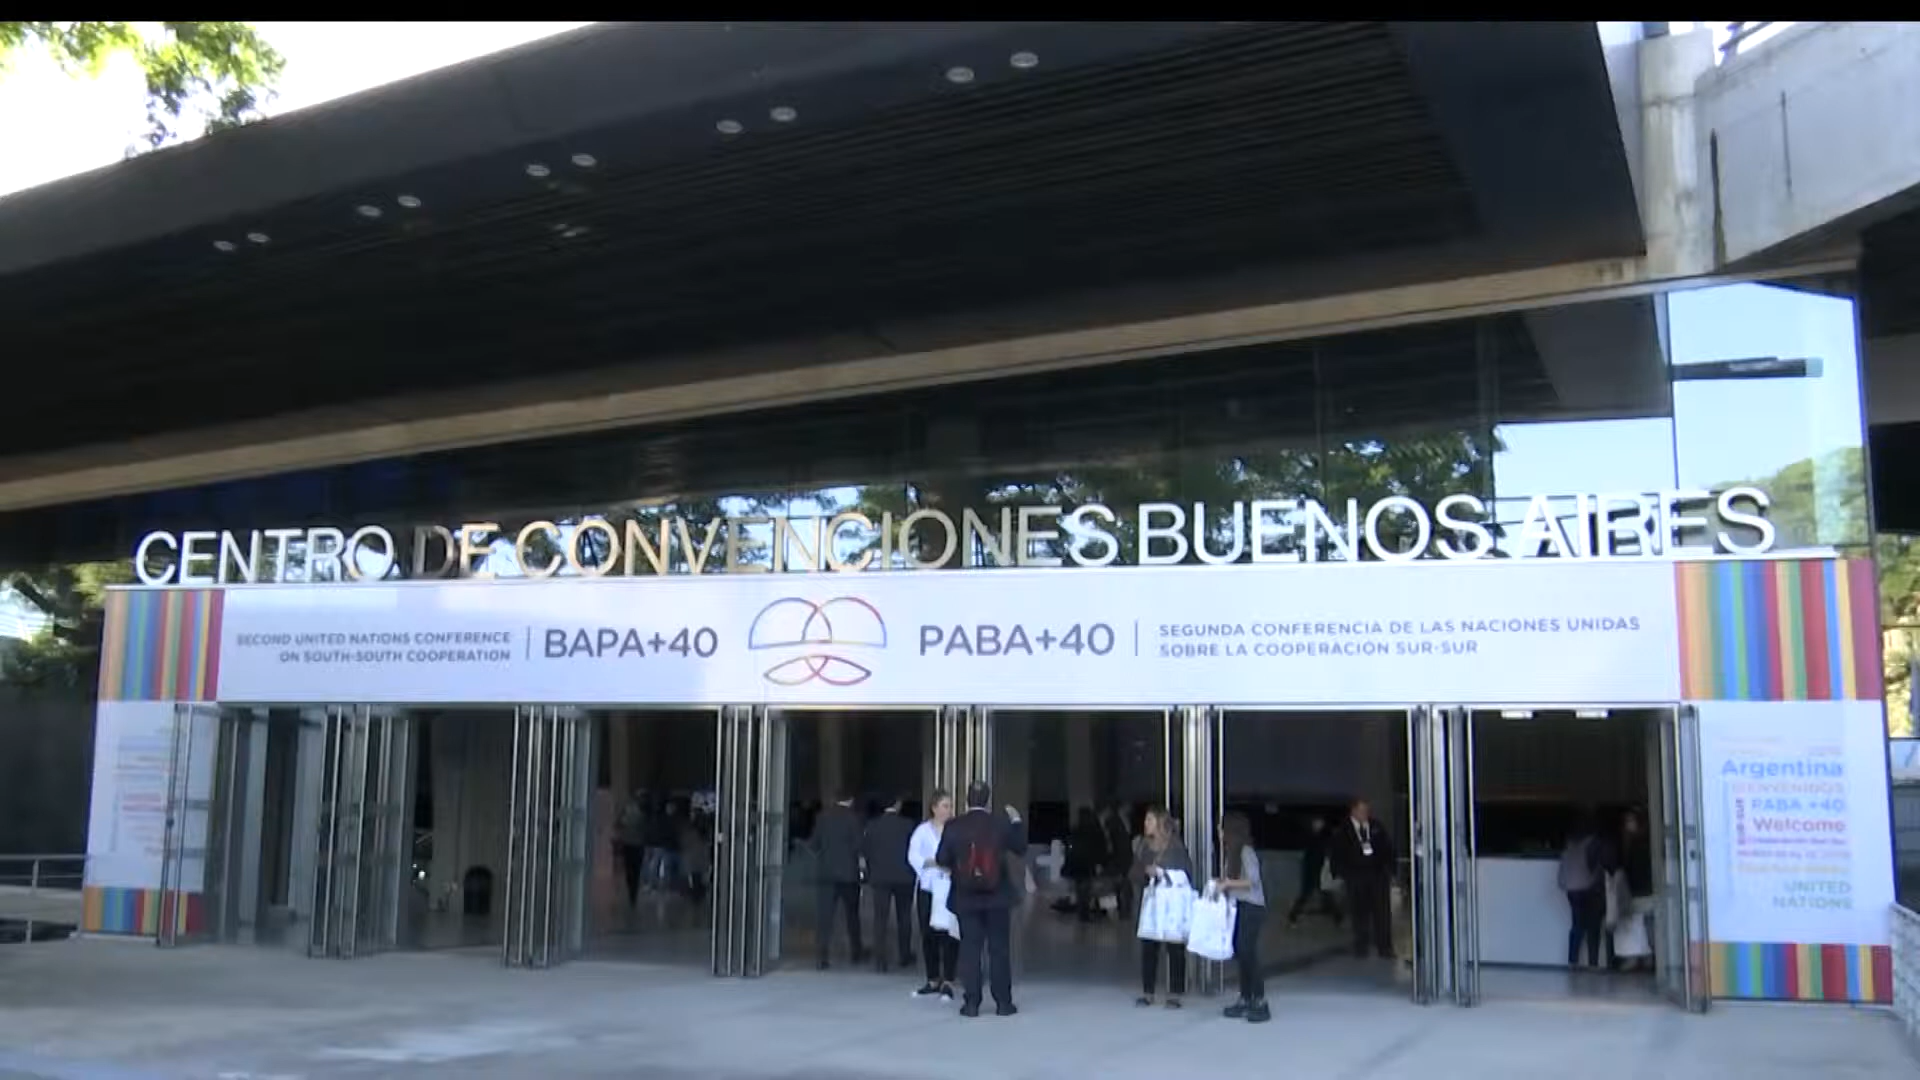 CENTRO DE CONVENCIONES BUENOS AIRES
SECOND UNITED NATIONS CONFERENCE
ON SOUTH-SOUTH COOPERATION
BAPA+40
PABA+40
SEGUNDA CONFERENCIA DE LAS NACIONES UNIDAS
SOBRE LA COOPERACIÓN SUR-SUR
Argentina
BIENVENIDOS
PABA +40
Welcome
UNITED
NATIONS